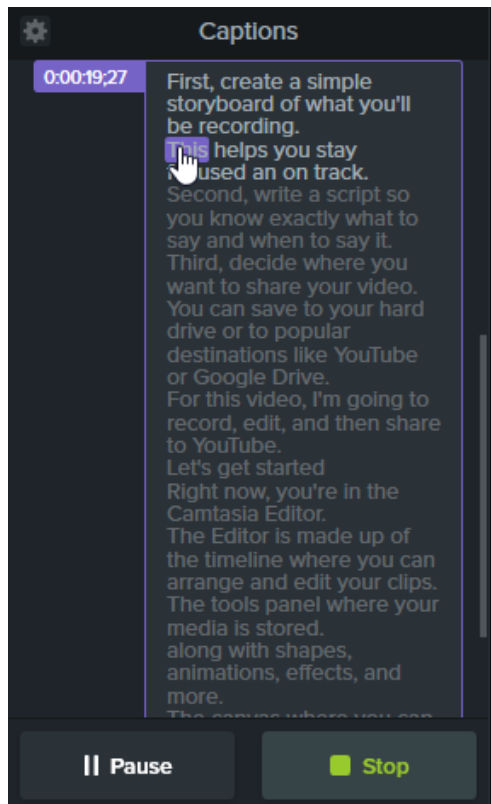 Captions
0:00:19;27
First, create a simple
storyboard of what you'll
be recording.
This helps you stay
used an on track.
Second, write a script so
you know exactly what to
say and when to say it.
Third, decide where you
want to share your video.
You can save to your hard
drive or to popular
destinations like YouTube
or Google Drive.
For this video, I'm going to
record, edit, and then share
to YouTube.
Let's get started
Right now, you're in the
Camtasia Editor.
The Editor is made up of
the timeline where you can
arrange and edit your clips.
The tools panel where your
media is stored.
along with shapes,
animations, effects, and
more.
The canvas where you can
Pause
Stop